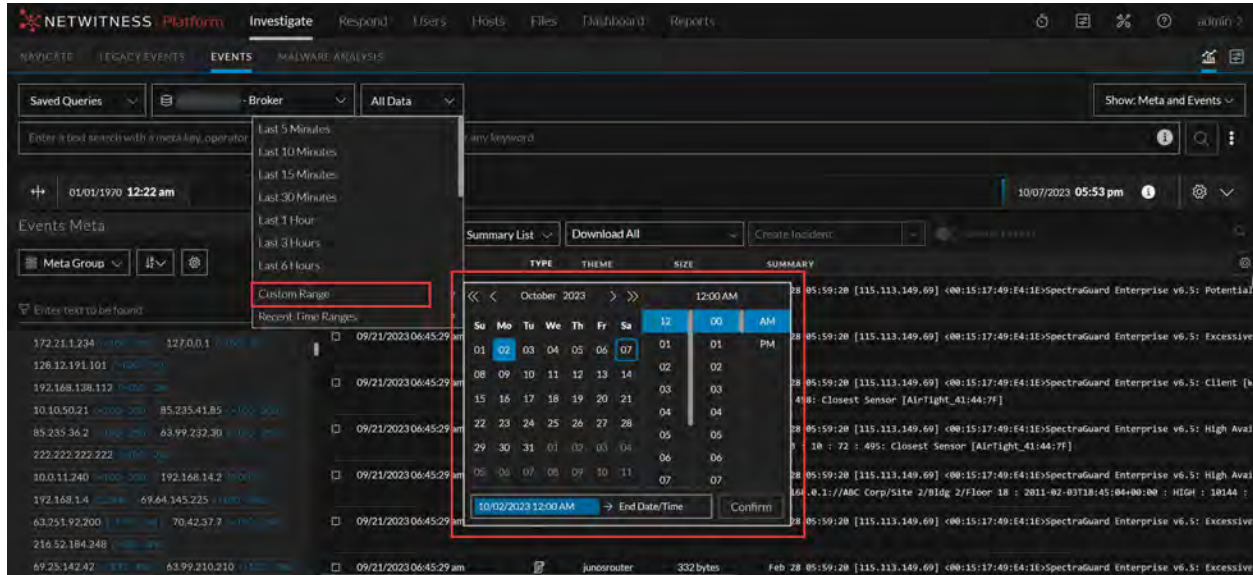 NETWITNESS Platform Investigate Respond Users Hosts Files Dashboard Reports admin-2
NAVIGATE LEGACY EVENTS EVENTS MALWARE ANALYSIS
Saved Queries - Broker All Data Show: Meta and Events
Enter a text search with a meta key, operator any keyword
01/01/1970 12:22 am 10/07/2023 05:53 pm
Last 5 Minutes
Last 10 Minutes
Last 15 Minutes
Last 30 Minutes
Last 1 Hour
Last 3 Hours
Last 6 Hours
Custom Range
Recent Time Ranges
Events Meta
Meta Group
Enter text to be found
172.21.1.234 127.0.0.1
128.12.191.101
192.168.138.112
10.10.50.21 85.235.41.85
85.235.36.2 63.99.232.30
222.222.222.222
10.0.11.240 192.168.14.2
192.168.1.4 69.64.145.225
63.251.92.200 70.42.37.7
216.52.184.248
69.25.142.42 63.99.210.210
Summary List Download All Create Incident
TYPE THEME SIZE SUMMARY
28 05:59:20 [115.113.149.69] <00:15:17:49:E4:1E>SpectraGuard Enterprise v6.5: Potential
09/21/2023 06:45:29 am 28 05:59:20 [115.113.149.69] <00:15:17:49:E4:1E>SpectraGuard Enterprise v6.5: Excessive
09/21/2023 06:45:29 am 28 05:59:20 [115.113.149.69] <00:15:17:49:E4:1E>SpectraGuard Enterprise v6.5: Client
498: Closest Sensor [AirTight_41:44:7F]
09/21/2023 06:45:29 am 28 05:59:20 [115.113.149.69] <00:15:17:49:E4:1E>SpectraGuard Enterprise v6.5: High Avai
10 : 72 : 495: Closest Sensor [AirTight_41:44:7F]
09/21/2023 06:45:29 am 28 05:59:20 [115.113.149.69] <00:15:17:49:E4:1E>SpectraGuard Enterprise v6.5: High Avai
.0.1://ABC Corp/Site 2/Bldg 2/Floor 18 : 2011-02-03T18:45:04+00:00 : HIGH : 10144 :
09/21/2023 06:45:29 am 28 05:59:20 [115.113.149.69] <00:15:17:49:E4:1E>SpectraGuard Enterprise v6.5: Excessive
09/21/2023 06:45:29 am junosrouter 332 bytes Feb 28 05:59:20 [115.113.149.69] <00:15:17:49:E4:1E>SpectraGuard Enterprise v6.5: Excessive
October 2023 12:00 AM
Su Mo Tu We Th Fr Sa 12 00 AM
01 02 03 04 05 06 07 01 01 PM
08 09 10 11 12 13 14 02 02
15 16 17 18 19 20 21 03 03
22 23 24 25 26 27 28 04 04
29 30 31 01 02 03 04 05 05
05 06 07 08 09 10 11 06 06
07 07
10/02/2023 12:00 AM → End Date/Time Confirm